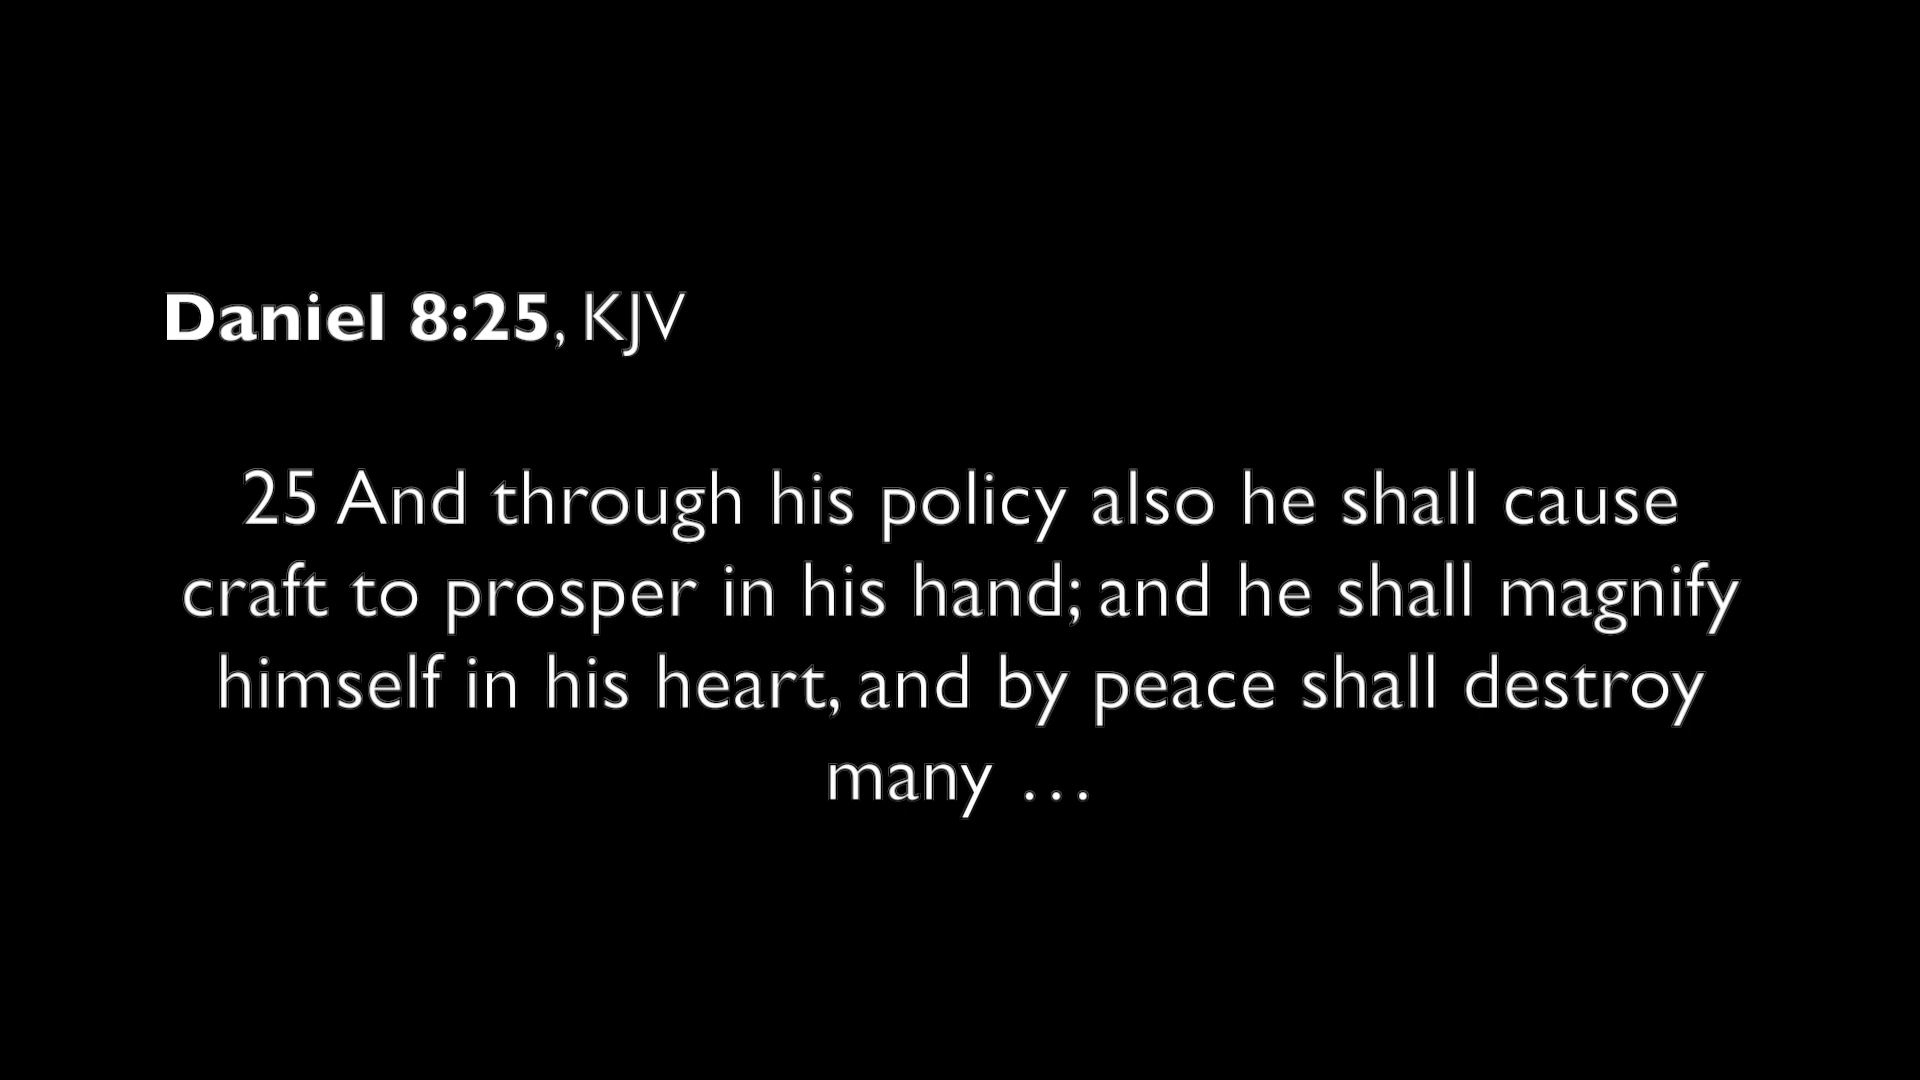 Daniel 8:25, KJV
25 And through his policy also he shall cause
craft to prosper in his hand; and he shall magnify
himself in his heart, and by peace shall destroy
many …